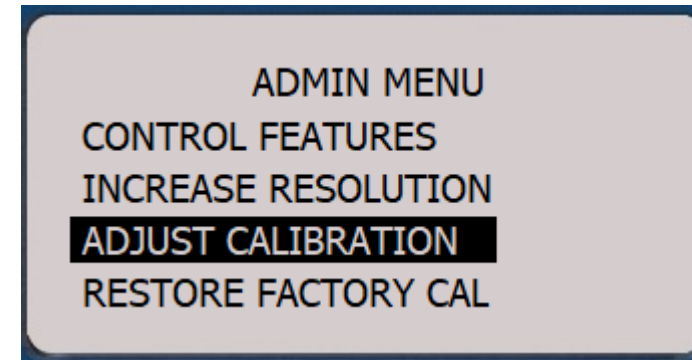 ADMIN MENU
CONTROL FEATURES
INCREASE RESOLUTION
ADJUST CALIBRATION
RESTORE FACTORY CAL